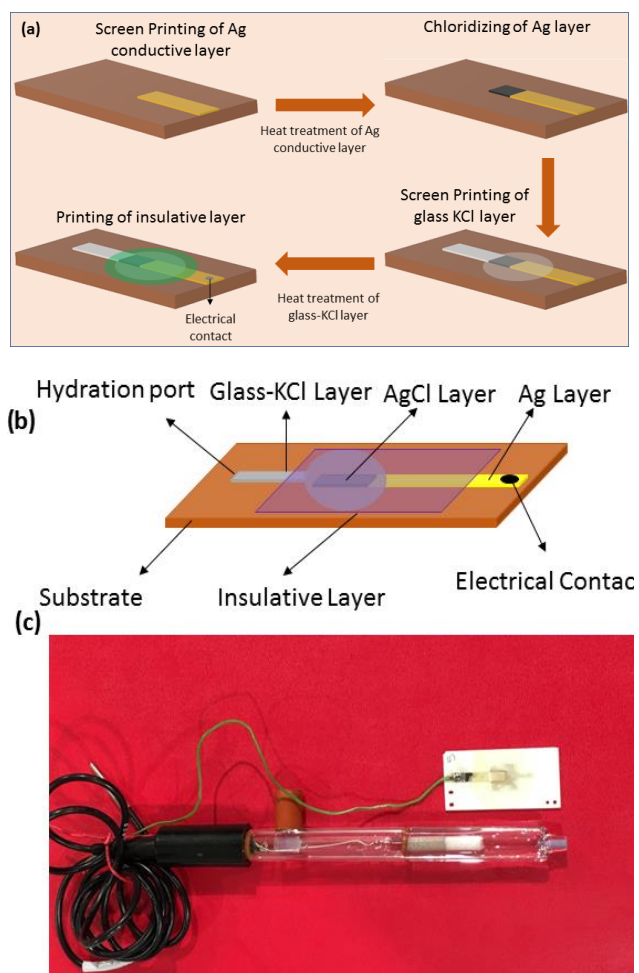 (a)
Screen Printing of Ag
conductive layer
Chloridizing of Ag layer
Heat treatment of Ag
conductive layer
Screen Printing of
glass KCl layer
Printing of insulative layer
Heat treatment of
glass-KCl layer
Electrical
contact
(b)
Hydration port
Glass-KCl Layer
AgCl Layer
Ag Layer
Substrate
Insulative Layer
Electrical Contac
(c)